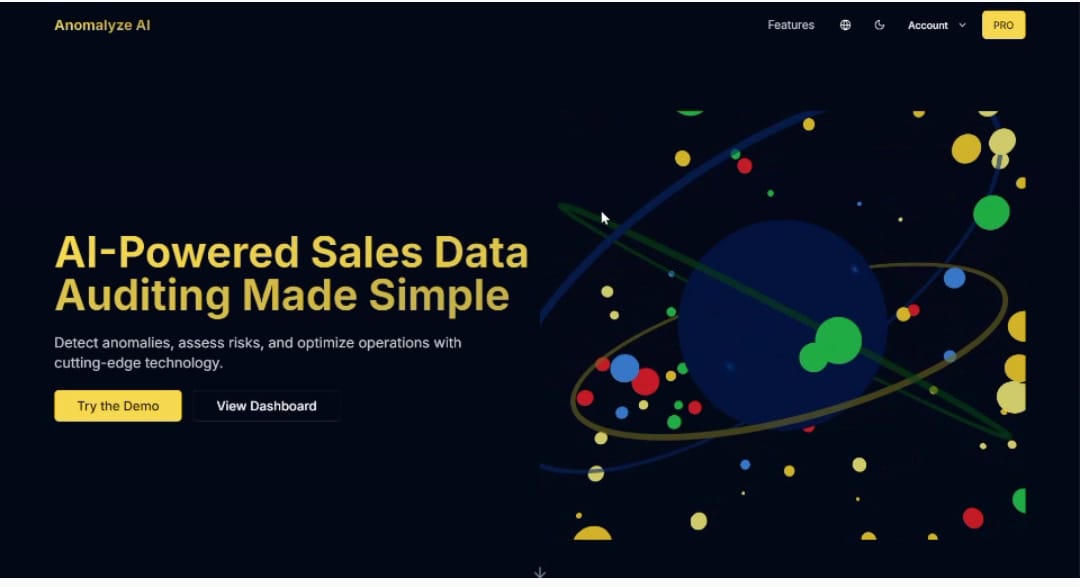 Anomalyze AI
Features
Account
PRO
AI-Powered Sales Data
Auditing Made Simple
Detect anomalies, assess risks, and optimize operations with
cutting-edge technology.
Try the Demo
View Dashboard